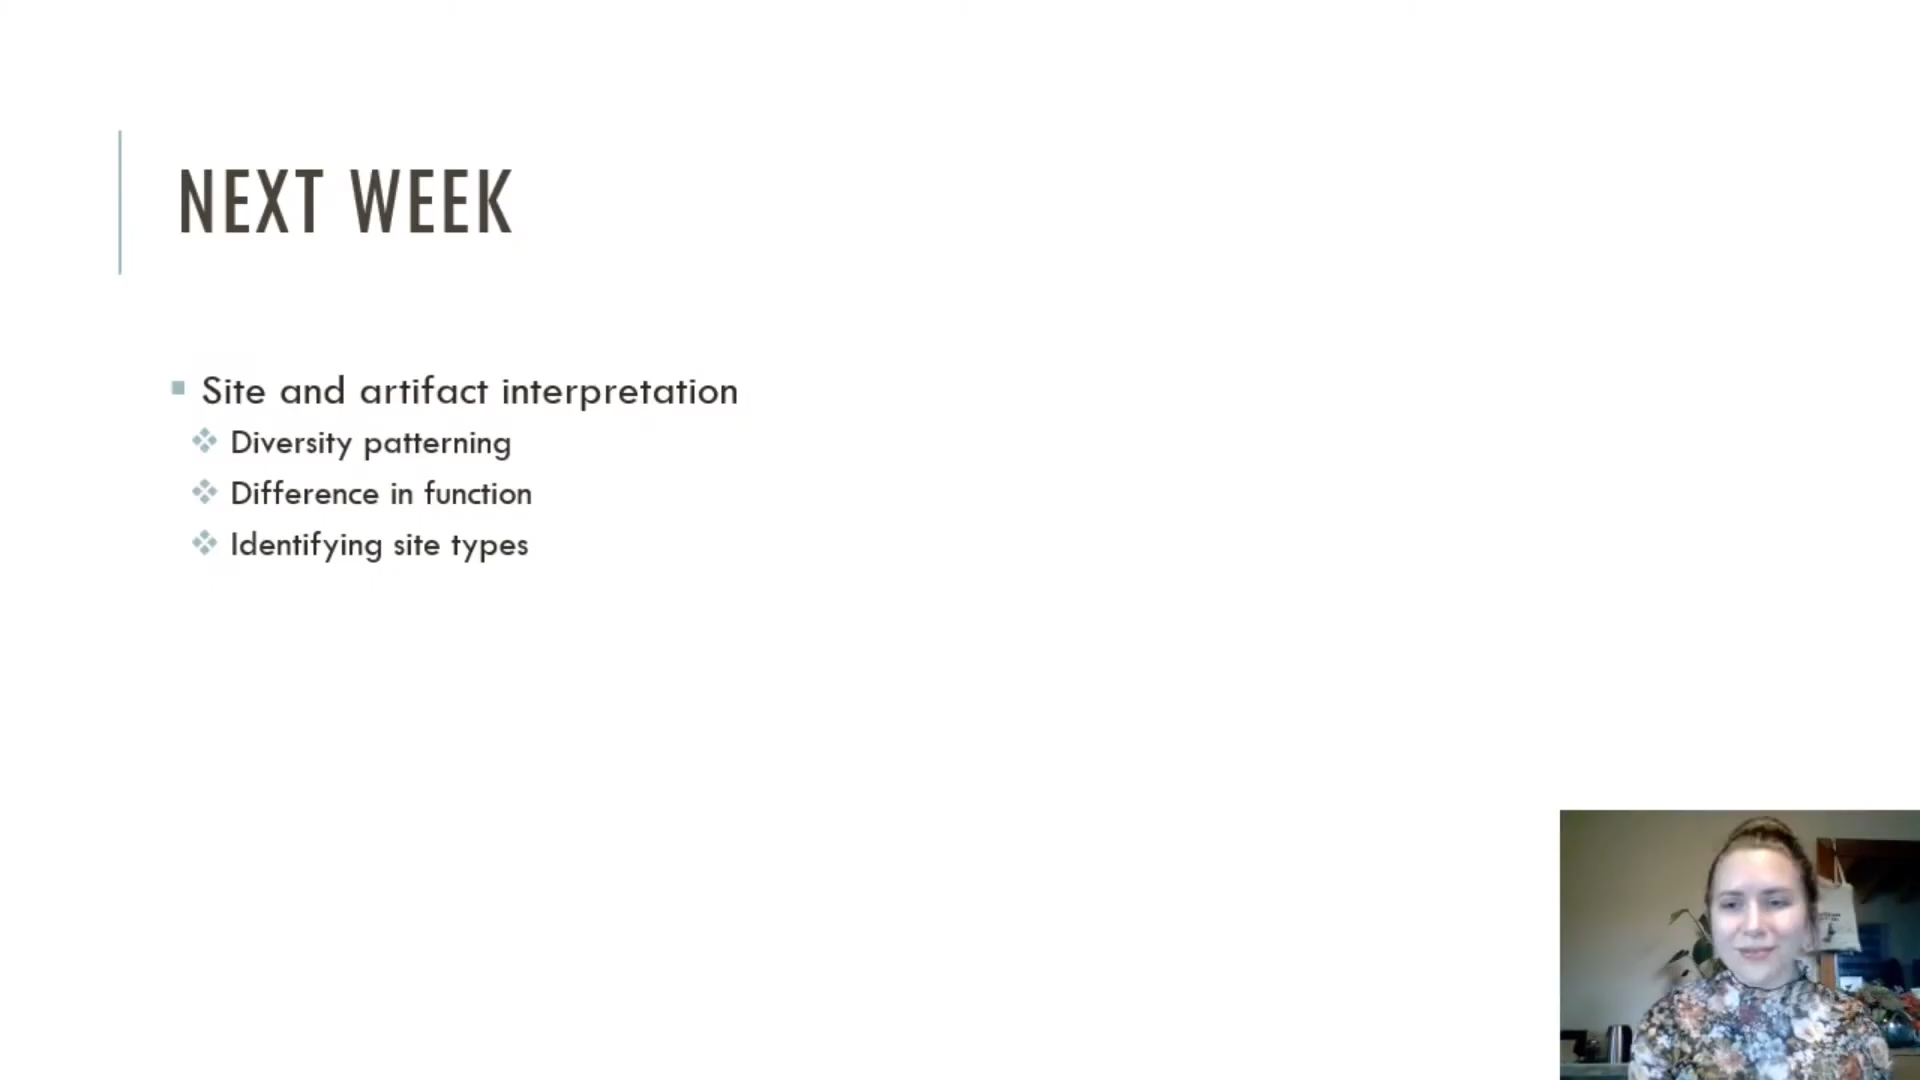 NEXT WEEK
Site and artifact interpretation
Diversity patterning
Difference in function
Identifying site types